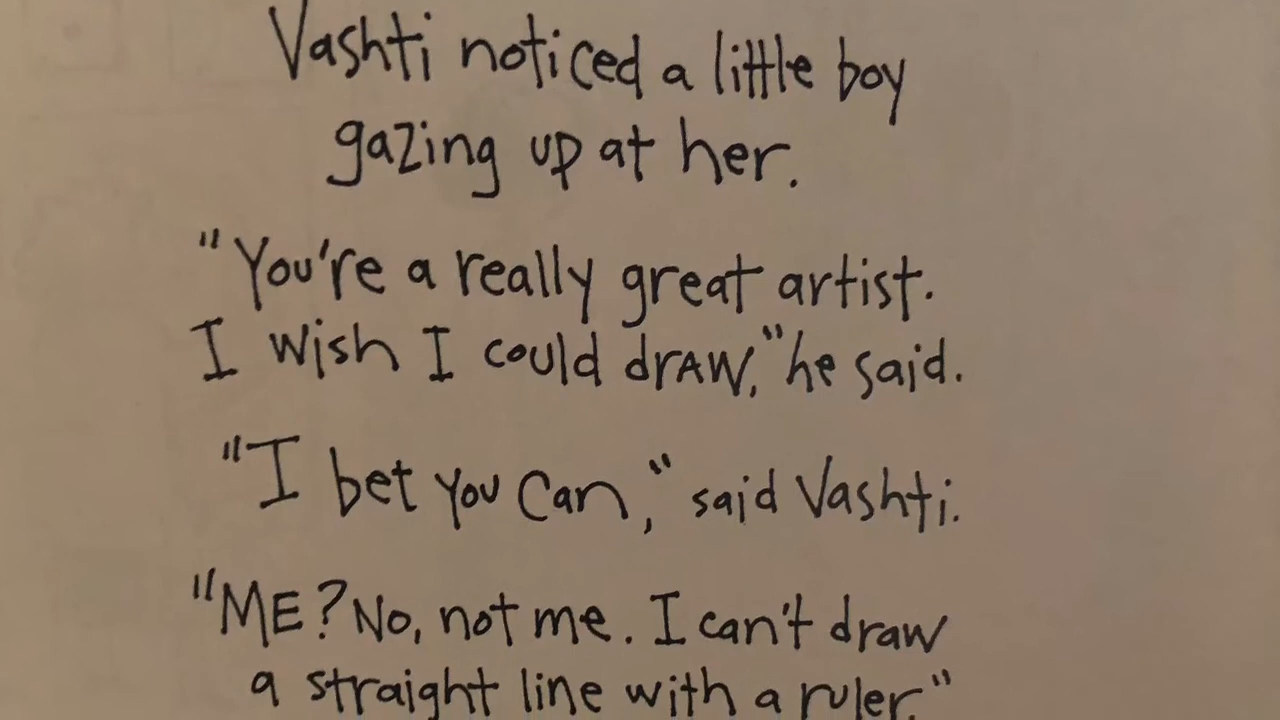 Vashti noticed a little boy
gazing up at her.
"You're a really great artist.
I wish I could draw," he said.
"I bet you can," said Vashti.
"ME? No, not me. I can't draw
a straight line with a ruler."